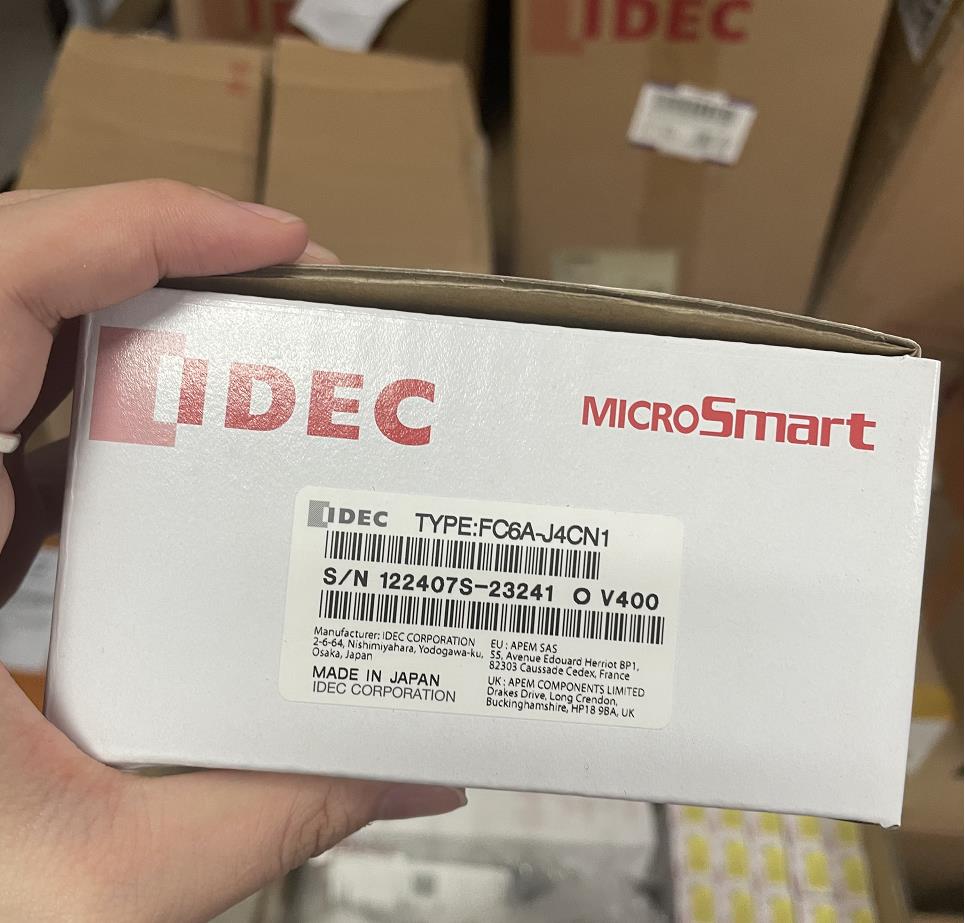 IDEC
IDEC
MICROSmart
IDEC TYPE:FC6A-J4CN1
S/N 122407S-23241 O V400
Manufacturer: IDEC CORPORATION
2-6-64, Nishimiyahara, Yodogawa-ku,
Osaka, Japan
MADE IN JAPAN
IDEC CORPORATION
EU : APEM SAS
55, Avenue Edouard Herriot BP1,
82303 Caussade Cedex, France
UK : APEM COMPONENTS LIMITED
Drakes Drive, Long Crendon,
Buckinghamshire, HP18 9BA, UK